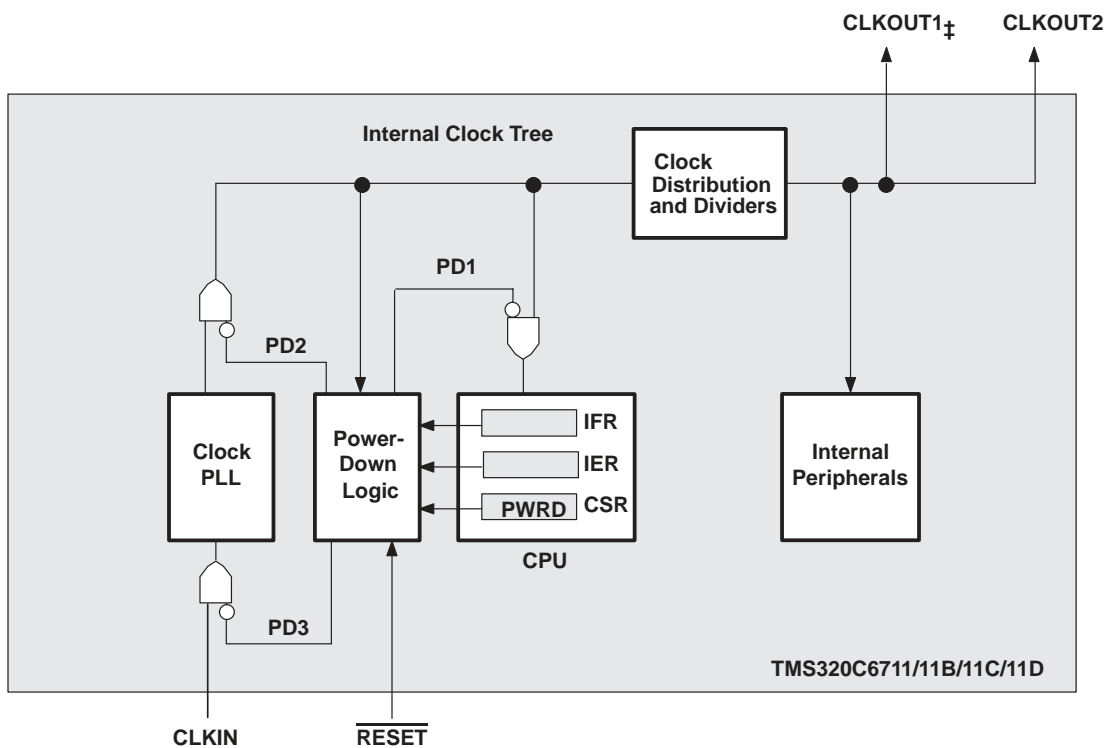 CLKOUT1‡ CLKOUT2
Internal Clock Tree
Clock
Distribution
and Dividers
PD1
PD2
Clock
PLL
Power-
Down
Logic
IFR
IER
PWRD CSR
CPU
Internal
Peripherals
PD3
TMS320C6711/11B/11C/11D
CLKIN
RESET